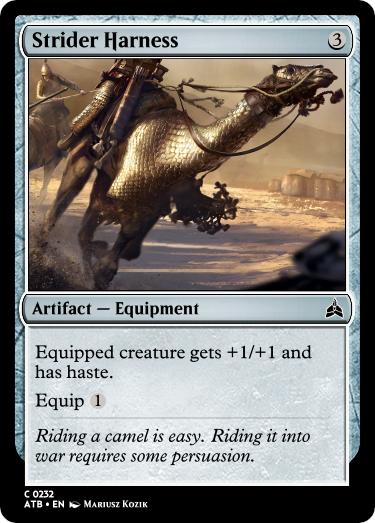 Strider Harness 3
Artifact — Equipment
Equipped creature gets +1/+1 and
has haste.
Equip 1
Riding a camel is easy. Riding it into
war requires some persuasion.
C 0232
ATB • EN Mariusz Kozik